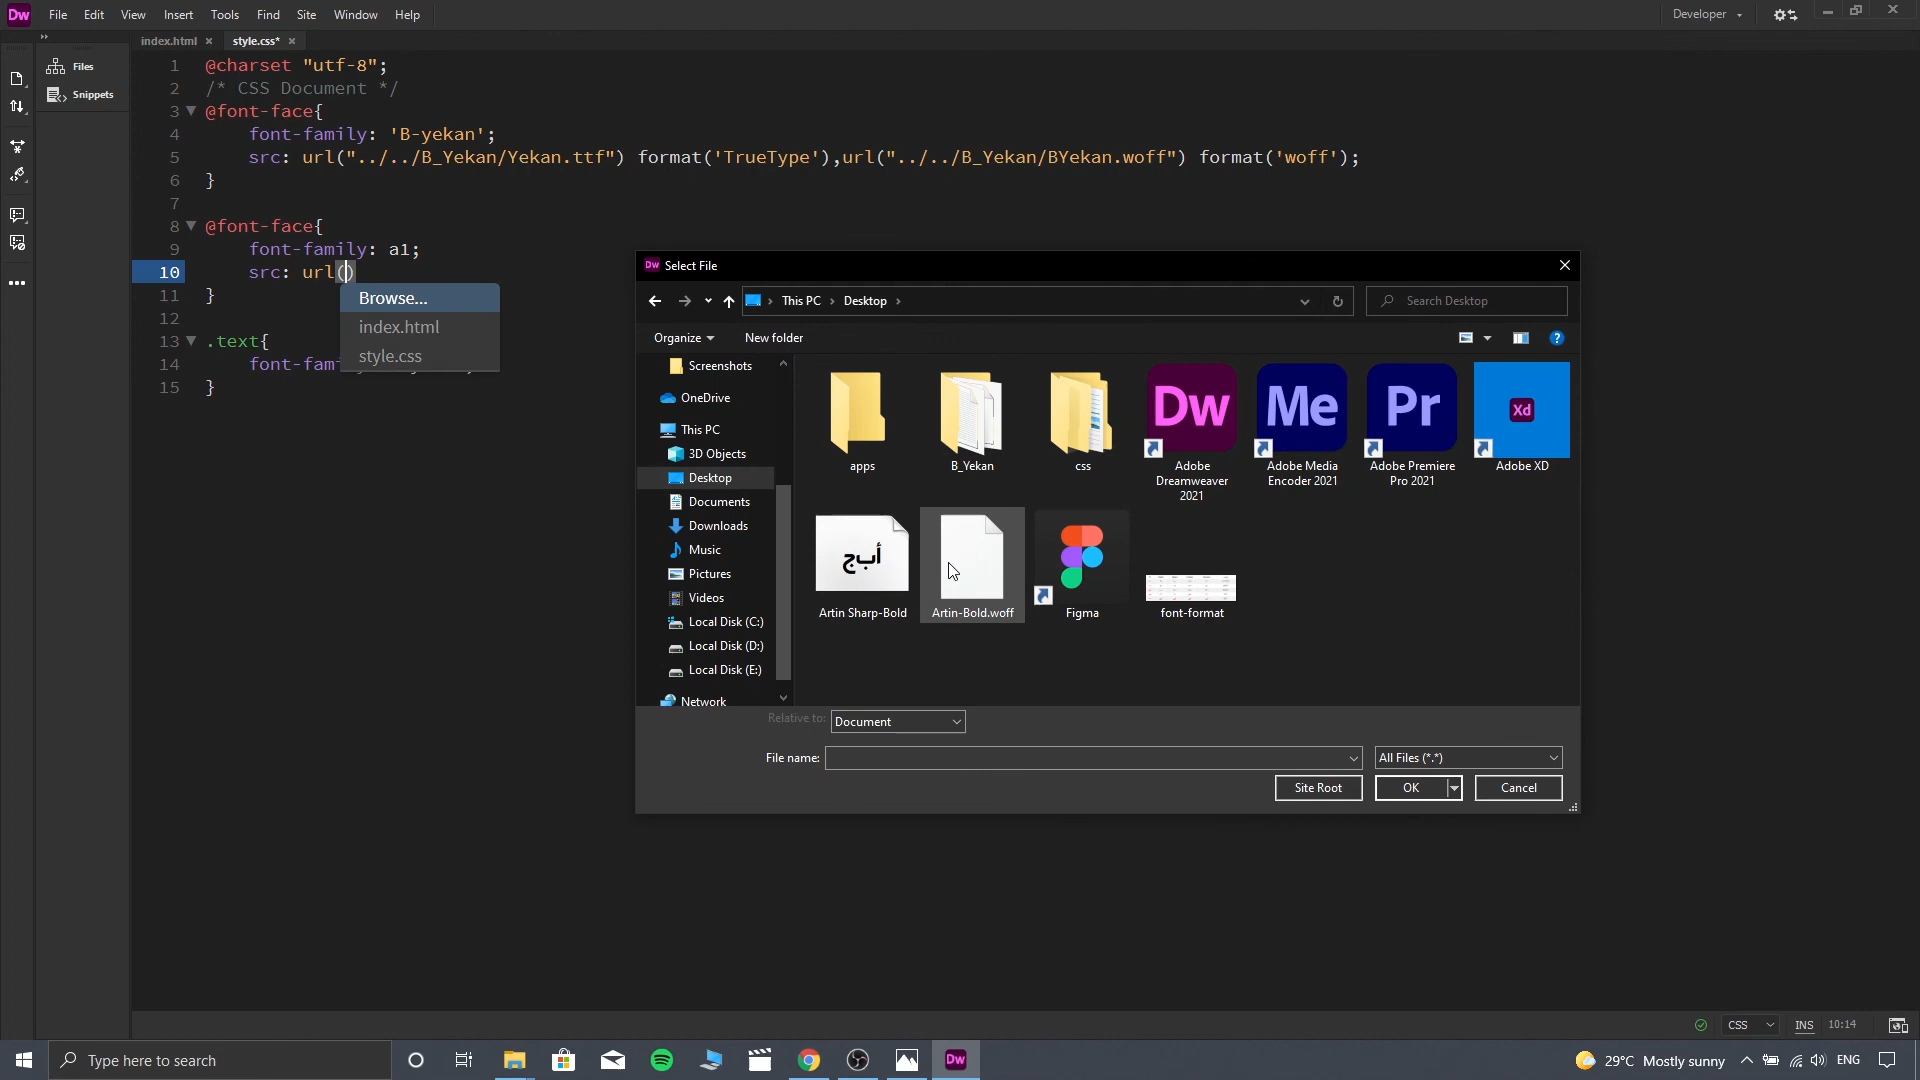 Dw File Edit View Insert Tools Find Site Window Help
Developer
index.html × style.css* ×
Files
Snippets
1 @charset "utf-8";
2 /* CSS Document */
3 @font-face{
4 font-family: 'B-yekan';
5 src: url("../../B_Yekan/Yekan.ttf") format('TrueType'),url("../../B_Yekan/BYekan.woff") format('woff');
6 }
7
8 @font-face{
9 font-family: a1;
10 src: url()
11 }
12
13 .text{
14 font-fam
15 }
Browse...
index.html
style.css
Dw Select File
This PC › Desktop ›
Search Desktop
Organize New folder
Screenshots
OneDrive
This PC
3D Objects
Desktop
Documents
Downloads
Music
Pictures
Videos
Local Disk (C:)
Local Disk (D:)
Local Disk (E:)
Network
Dw Me Pr Xd
apps B_Yekan css Adobe Dreamweaver 2021 Adobe Media Encoder 2021 Adobe Premiere Pro 2021 Adobe XD
أبج
Artin Sharp-Bold Artin-Bold.woff Figma font-format
Relative to: Document
File name: All Files (*.*)
Site Root OK Cancel
CSS INS 10:14
Type here to search
Dw
29°C Mostly sunny ENG